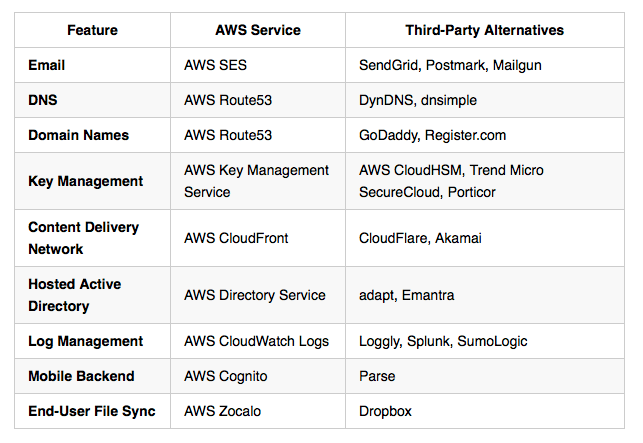 Feature AWS Service Third-Party Alternatives
Email AWS SES SendGrid, Postmark, Mailgun
DNS AWS Route53 DynDNS, dnsimple
Domain Names AWS Route53 GoDaddy, Register.com
Key Management AWS Key Management
Service AWS CloudHSM, Trend Micro
SecureCloud, Porticor
Content Delivery
Network AWS CloudFront CloudFlare, Akamai
Hosted Active
Directory AWS Directory Service adapt, Emantra
Log Management AWS CloudWatch Logs Loggly, Splunk, SumoLogic
Mobile Backend AWS Cognito Parse
End-User File Sync AWS Zocalo Dropbox